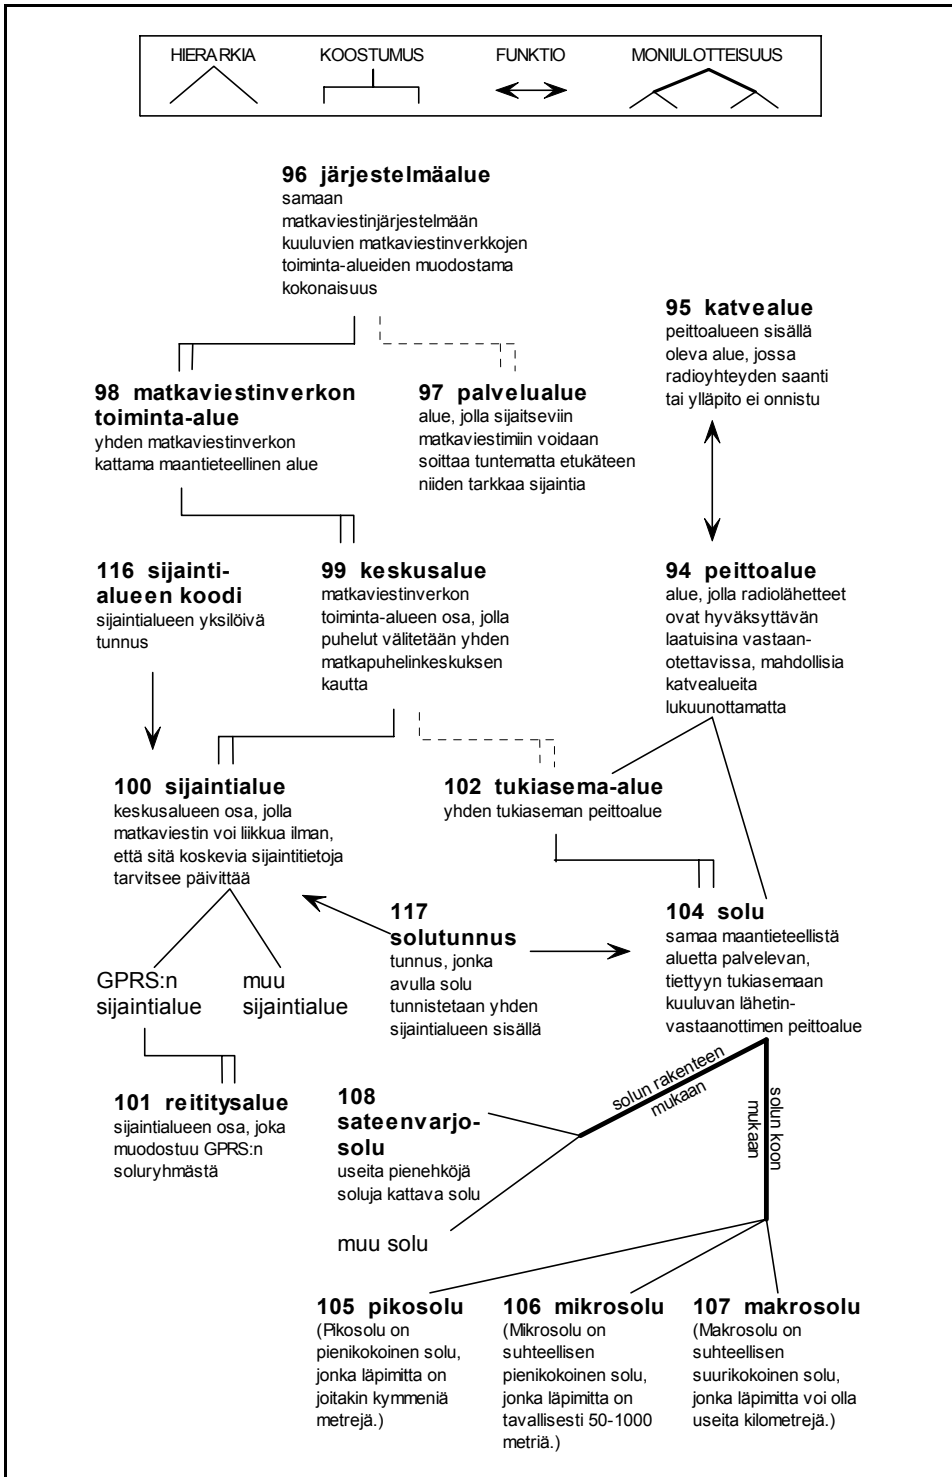 HIERARKIA KOOSTUMUS FUNKTIO MONIULOTTEISUUS
96 järjestelmäalue
samaan
matkaviestinjärjestelmään
kuuluvien matkaviestinverkkojen
toiminta-alueiden muodostama
kokonaisuus
95 katvealue
peittoalueen sisällä
oleva alue, jossa
radioyhteyden saanti
tai ylläpito ei onnistu
98 matkaviestinverkon
toiminta-alue
yhden matkaviestinverkon
kattama maantieteellinen alue
97 palvelualue
alue, jolla sijaitseviin
matkaviestimiin voidaan
soittaa tuntematta etukäteen
niiden tarkkaa sijaintia
116 sijainti-
alueen koodi
sijaintialueen yksilöivä
tunnus
99 keskusalue
matkaviestinverkon
toiminta-alueen osa, jolla
puhelut välitetään yhden
matkapuhelinkeskuksen
kautta
94 peittoalue
alue, jolla radiolähetteet
ovat hyväksyttävän
laatuisina vastaan-
otettavissa, mahdollisia
katvealueita
lukuunottamatta
100 sijaintialue
keskusalueen osa, jolla
matkaviestin voi liikkua ilman,
että sitä koskevia sijaintitietoja
tarvitsee päivittää
102 tukiasema-alue
yhden tukiaseman peittoalue
117
solutunnus
tunnus, jonka
avulla solu
tunnistetaan yhden
sijaintialueen sisällä
104 solu
samaa maantieteellistä
aluetta palvelevan,
tiettyyn tukiasemaan
kuuluvan lähetin-
vastaanottimen peittoalue
GPRS:n
sijaintialue
muu
sijaintialue
101 reititysalue
sijaintialueen osa, joka
muodostuu GPRS:n
soluryhmästä
solun rakenteen
mukaan
solun koon
mukaan
108
sateenvarjo-
solu
useita pienehköjä
soluja kattava solu
muu solu
105 pikosolu
(Pikosolu on
pienikokoinen solu,
jonka läpimitta on
joitakin kymmeniä
metrejä.)
106 mikrosolu
(Mikrosolu on
suhteellisen
pienikokoinen solu,
jonka läpimitta on
tavallisesti 50-1000
metriä.)
107 makrosolu
(Makrosolu on
suhteellisen
suurikokoinen solu,
jonka läpimitta voi olla
useita kilometrejä.)